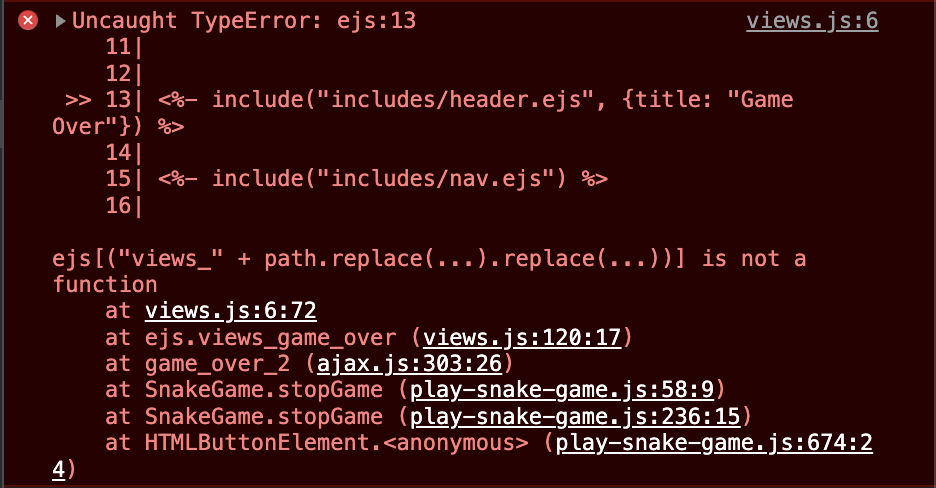 Uncaught TypeError: ejs:13 views.js:6
11|
12|
>> 13| <%- include("includes/header.ejs", {title: "Game
Over"}) %>
14|
15| <%- include("includes/nav.ejs") %>
16|
ejs[("views_" + path.replace(...).replace(...))] is not a
function
at views.js:6:72
at ejs.views_game_over (views.js:120:17)
at game_over_2 (ajax.js:303:26)
at SnakeGame.stopGame (play-snake-game.js:58:9)
at SnakeGame.stopGame (play-snake-game.js:236:15)
at HTMLButtonElement.<anonymous> (play-snake-game.js:674:2
4)